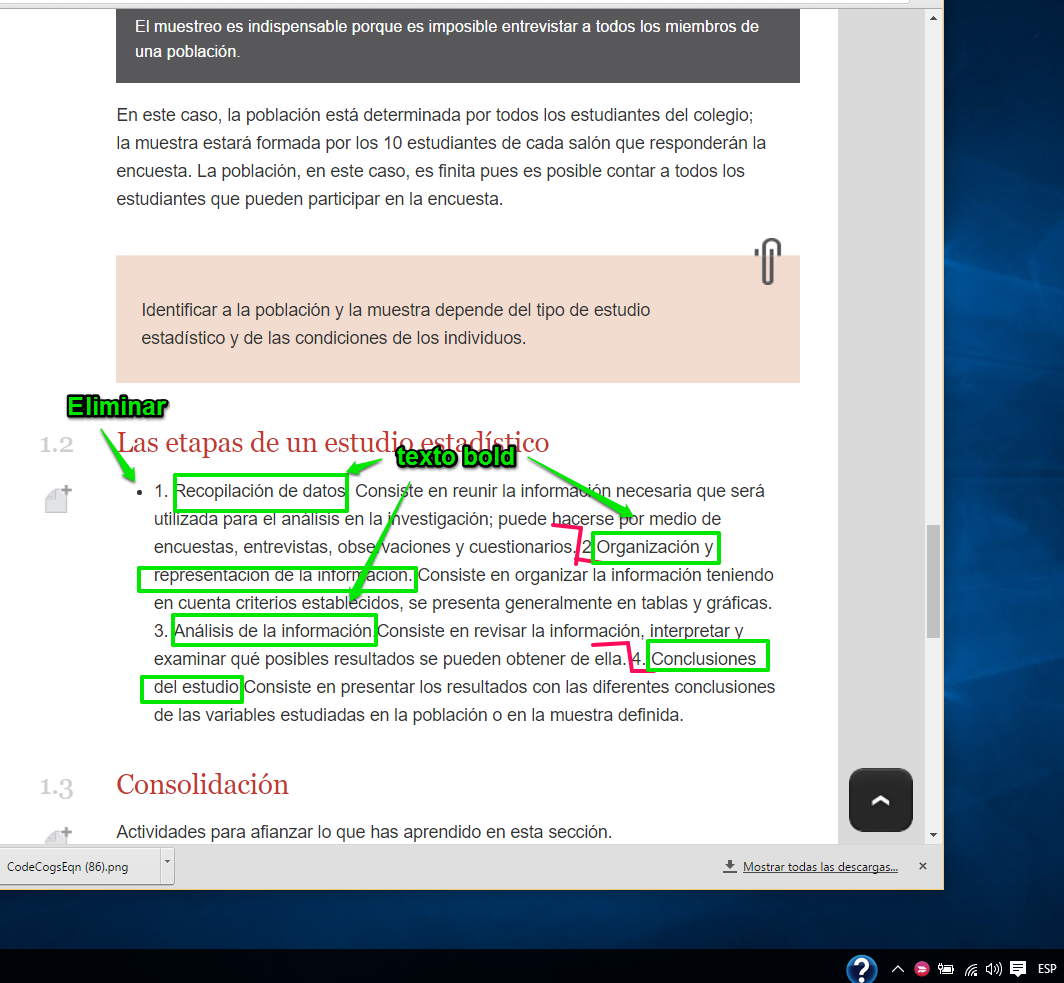 El muestreo es indispensable porque es imposible entrevistar a todos los miembros de
una población.
En este caso, la población está determinada por todos los estudiantes del colegio;
la muestra estará formada por los 10 estudiantes de cada salón que responderán la
encuesta. La población, en este caso, es finita pues es posible contar a todos los
estudiantes que pueden participar en la encuesta.
Identificar a la población y la muestra depende del tipo de estudio
estadístico y de las condiciones de los individuos.
Eliminar
1.2 Las etapas de un estudio estadístico
texto bold
• 1. Recopilación de datos. Consiste en reunir la información necesaria que será
utilizada para el análisis en la investigación; puede hacerse por medio de
encuestas, entrevistas, observaciones y cuestionarios. 2 Organización y
representación de la información. Consiste en organizar la información teniendo
en cuenta criterios establecidos, se presenta generalmente en tablas y gráficas.
3. Análisis de la información Consiste en revisar la información, interpretar y
examinar qué posibles resultados se pueden obtener de ella. 4. Conclusiones
del estudio Consiste en presentar los resultados con las diferentes conclusiones
de las variables estudiadas en la población o en la muestra definida.
1.3 Consolidación
Actividades para afianzar lo que has aprendido en esta sección.
CodeCogsEqn (86).png
Mostrar todas las descargas...
ESP